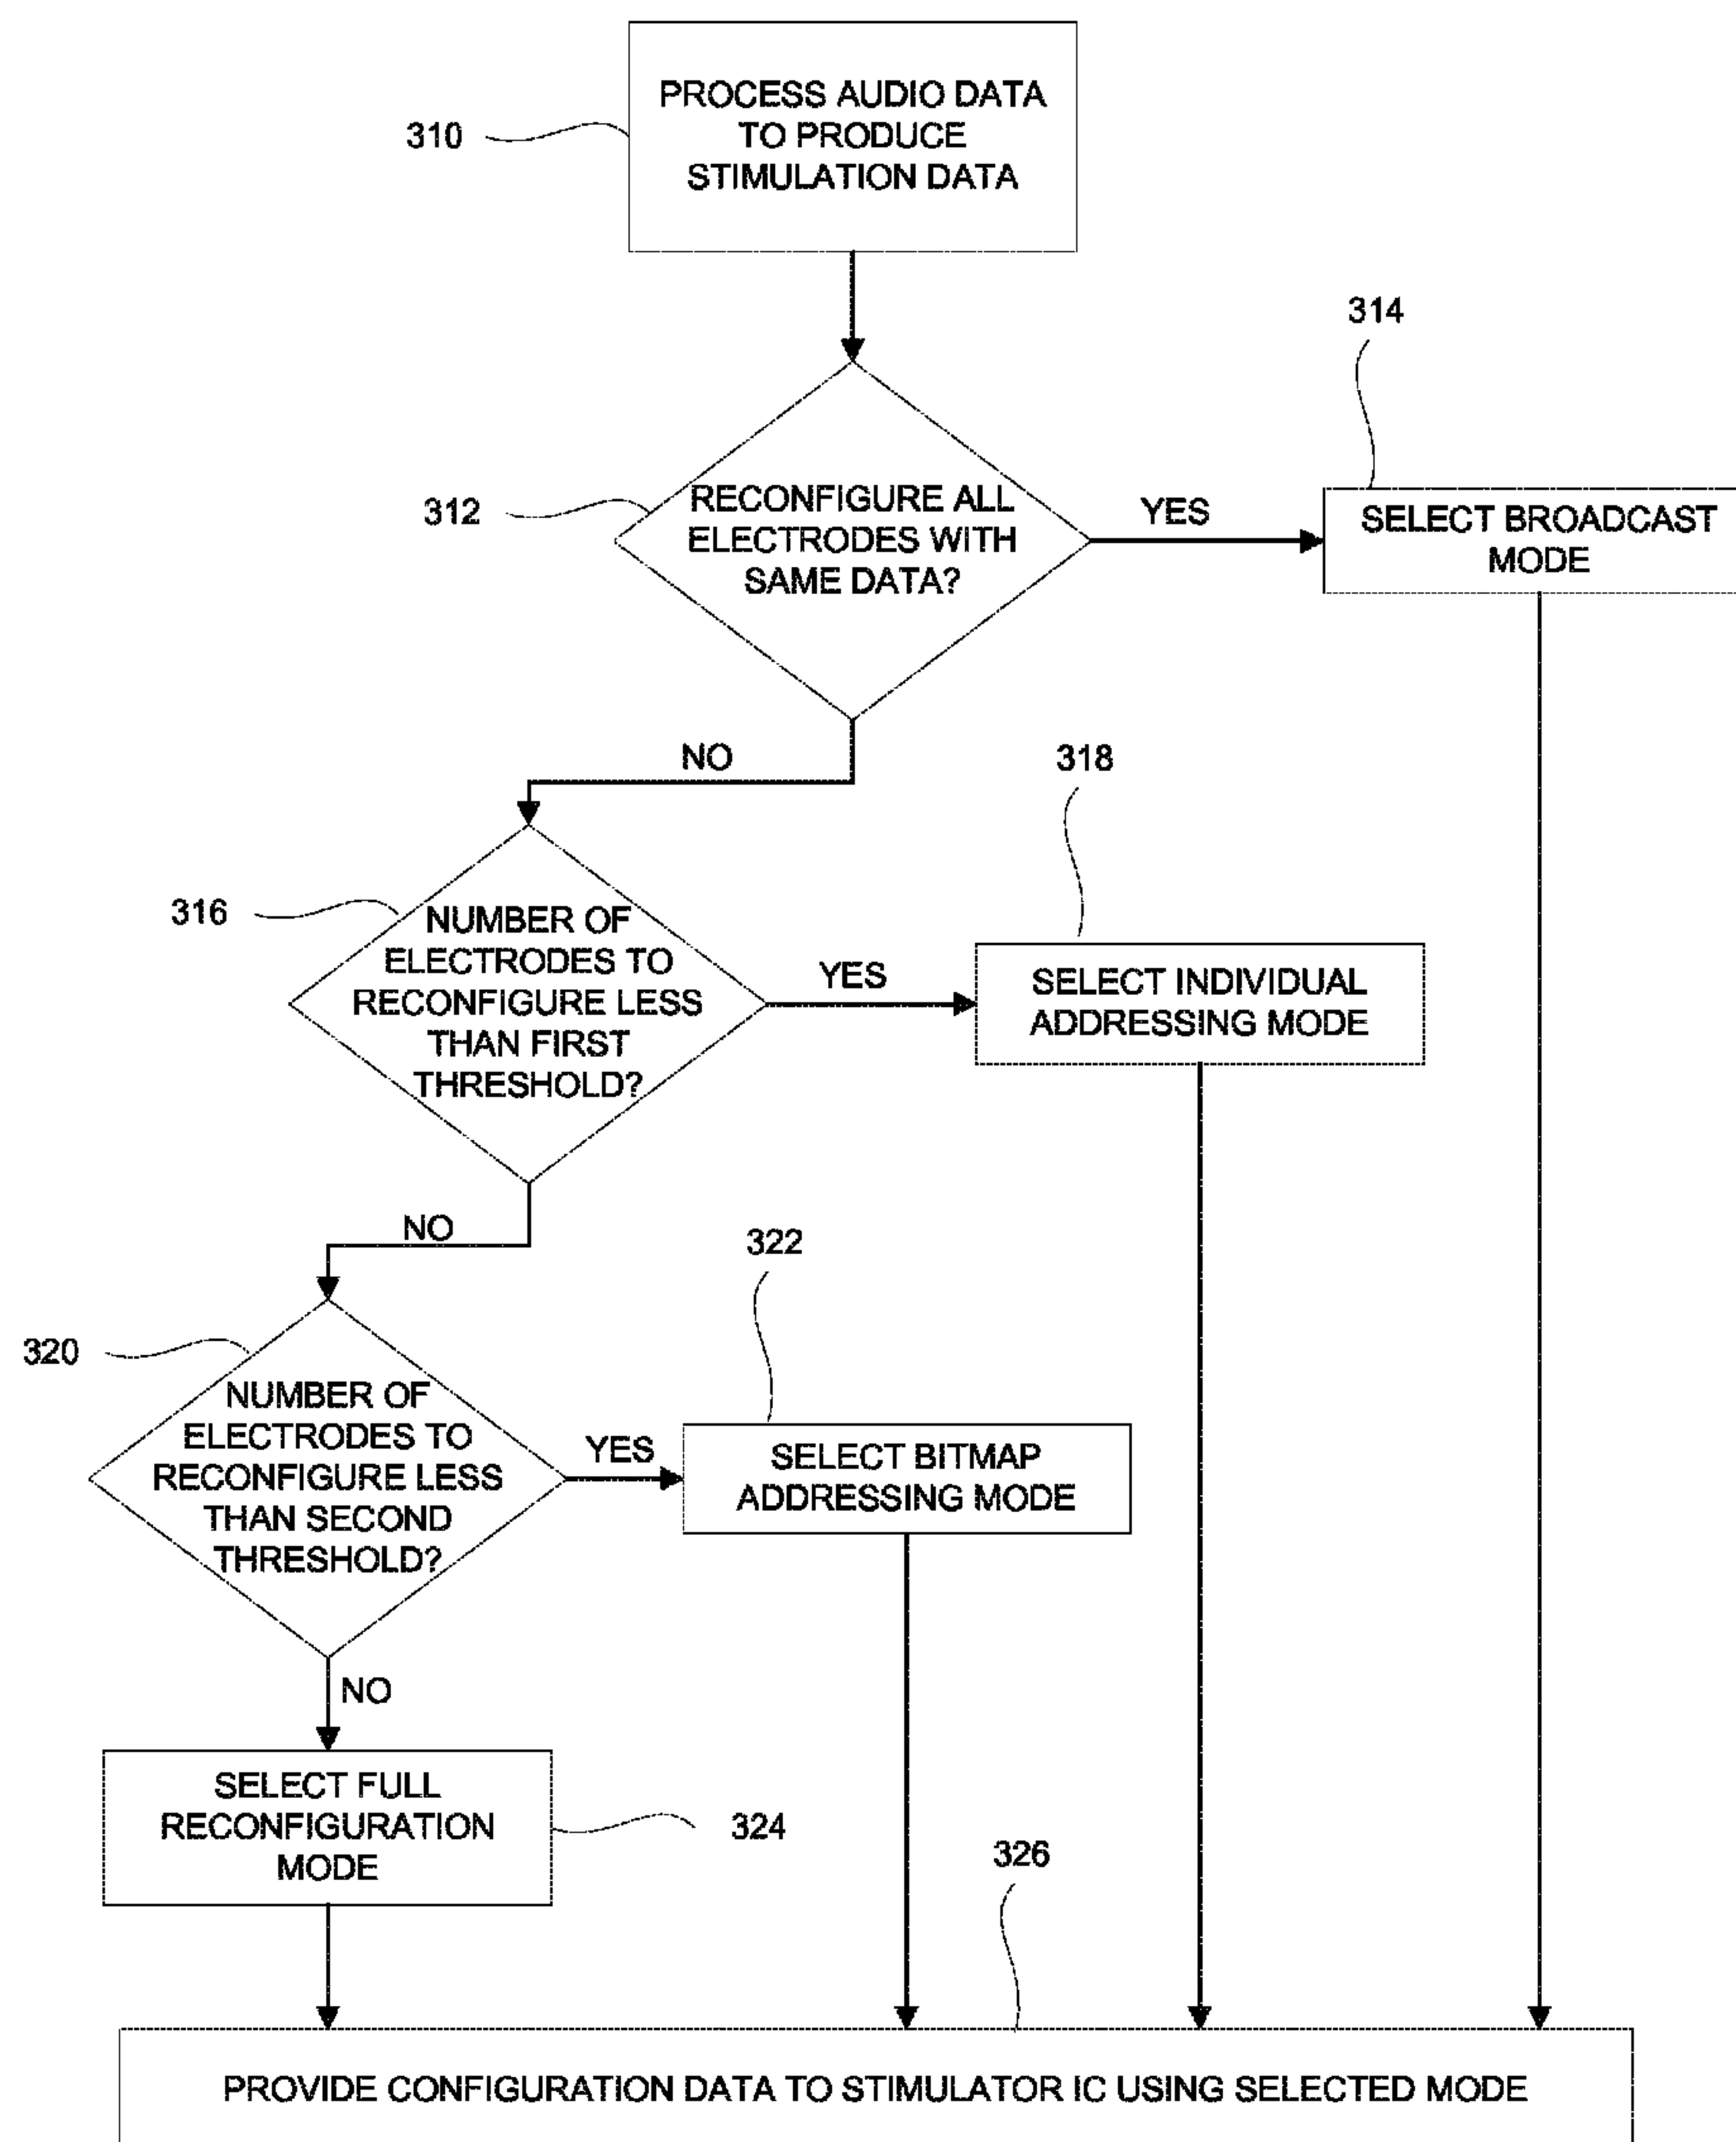 PROCESS AUDIO DATA
TO PRODUCE
STIMULATION DATA
310
314
312
RECONFIGURE ALL
ELECTRODES WITH
SAME DATA?
YES
SELECT BROADCAST
MODE
NO
318
316
NUMBER OF
ELECTRODES TO
RECONFIGURE LESS
THAN FIRST
THRESHOLD?
YES
SELECT INDIVIDUAL
ADDRESSING MODE
NO
322
320
NUMBER OF
ELECTRODES TO
RECONFIGURE LESS
THAN SECOND
THRESHOLD?
YES
SELECT BITMAP
ADDRESSING MODE
NO
SELECT FULL
RECONFIGURATION
MODE
324
326
PROVIDE CONFIGURATION DATA TO STIMULATOR IC USING SELECTED MODE